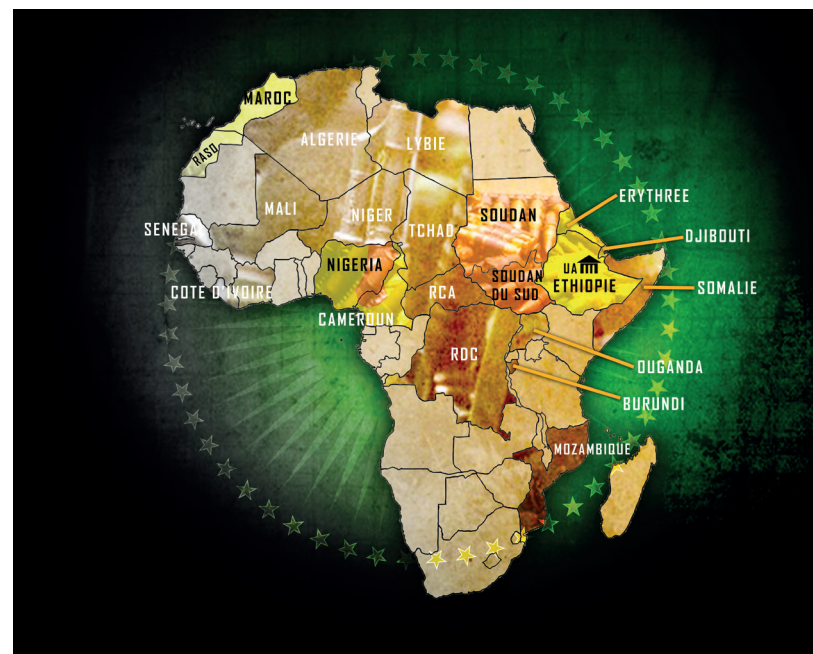 MAROC
RASD
ALGERIE
LYBIE
MALI
NIGER
TCHAD
SOUDAN
ERYTHREE
SENEGAL
DJIBOUTI
NIGERIA
UA
ETHIOPIE
SOUDAN
DU SUD
SOMALIE
COTE D'IVOIRE
RCA
CAMEROUN
RDC
OUGANDA
BURUNDI
MOZAMBIQUE